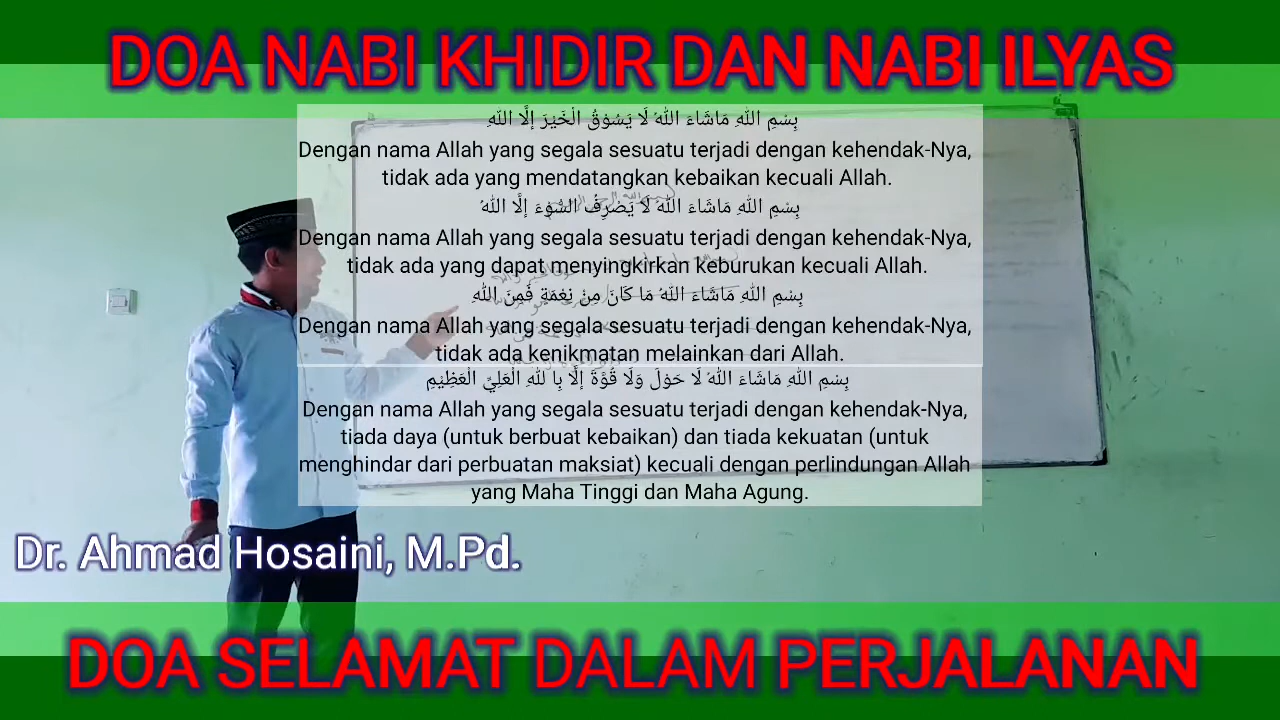 DOA NABI KHIDIR DAN NABI ILYAS
بِسْمِ اللّٰهِ مَاشَاءَ اللّٰهُ لَا يَسُوْقُ الْخَيْرَ إِلَّا اللّٰهِ
Dengan nama Allah yang segala sesuatu terjadi dengan kehendak-Nya,
tidak ada yang mendatangkan kebaikan kecuali Allah.
بِسْمِ اللّٰهِ مَاشَاءَ اللّٰهُ لَا يَصْرِفُ السُّوْءَ إِلَّا اللّٰهُ
Dengan nama Allah yang segala sesuatu terjadi dengan kehendak-Nya,
tidak ada yang dapat menyingkirkan keburukan kecuali Allah.
بِسْمِ اللّٰهِ مَاشَاءَ اللّٰهُ مَا كَانَ مِنْ نِعْمَةٍ فَمِنَ اللّٰهِ
Dengan nama Allah yang segala sesuatu terjadi dengan kehendak-Nya,
tidak ada kenikmatan melainkan dari Allah.
بِسْمِ اللّٰهِ مَاشَاءَ اللّٰهُ لَا حَوْلَ وَلَا قُوَّةَ إِلَّا بِا للّٰهِ الْعَلِيِّ الْعَظِيْمِ
Dengan nama Allah yang segala sesuatu terjadi dengan kehendak-Nya,
tiada daya (untuk berbuat kebaikan) dan tiada kekuatan (untuk
menghindar dari perbuatan maksiat) kecuali dengan perlindungan Allah
yang Maha Tinggi dan Maha Agung.
Dr. Ahmad Hosaini, M.Pd.
DOA SELAMAT DALAM PERJALANAN